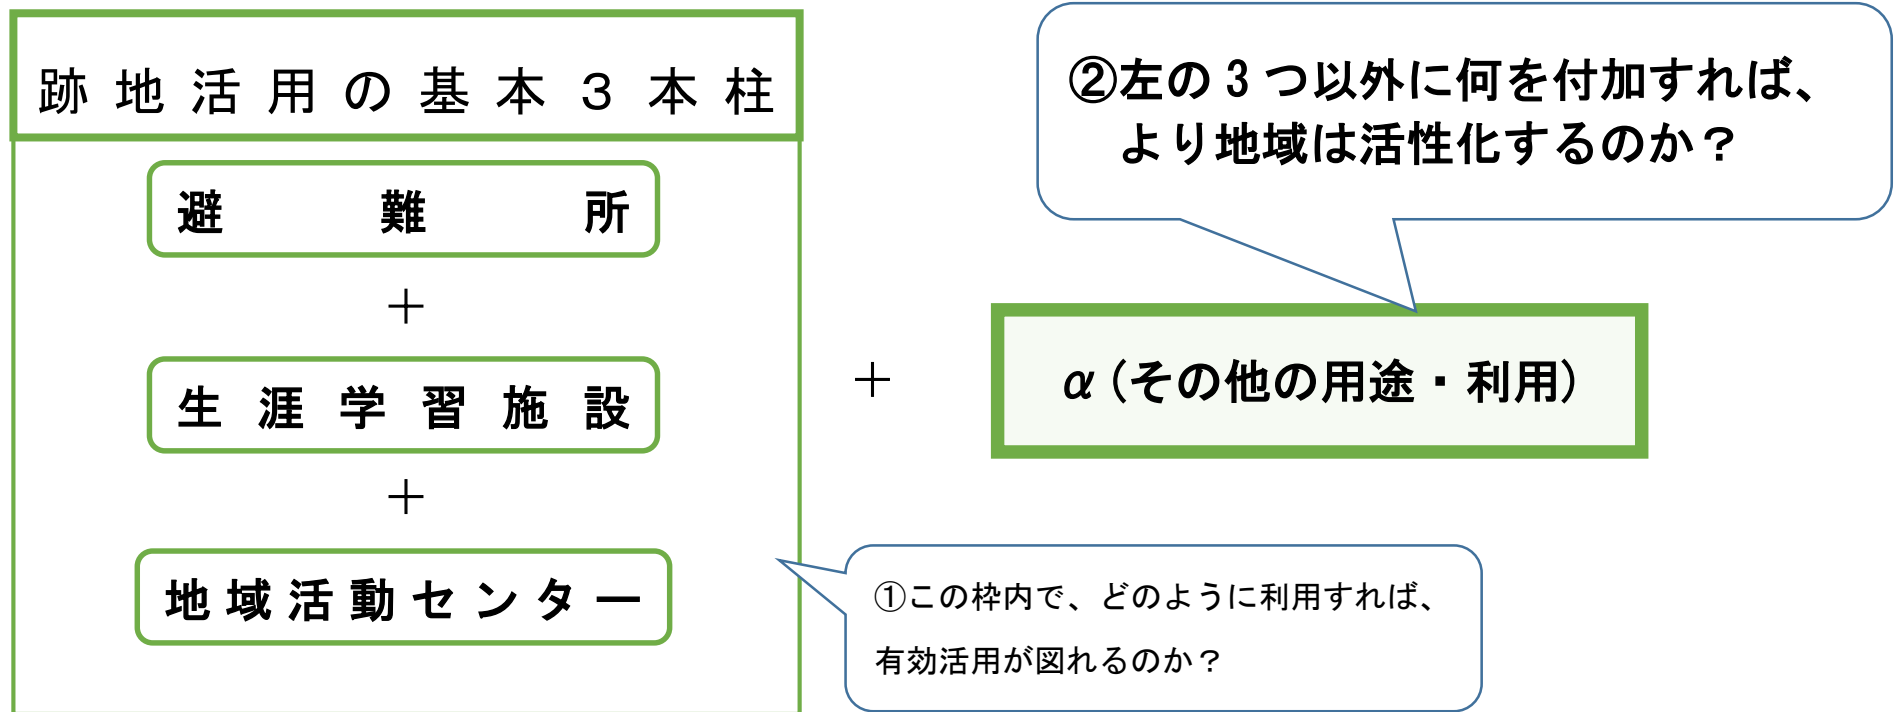 跡地活用の基本３本柱
避難所
＋
生涯学習施設
＋
地域活動センター
＋
②左の３つ以外に何を付加すれば、
より地域は活性化するのか？
α(その他の用途・利用)
①この枠内で、どのように利用すれば、
有効活用が図れるのか？